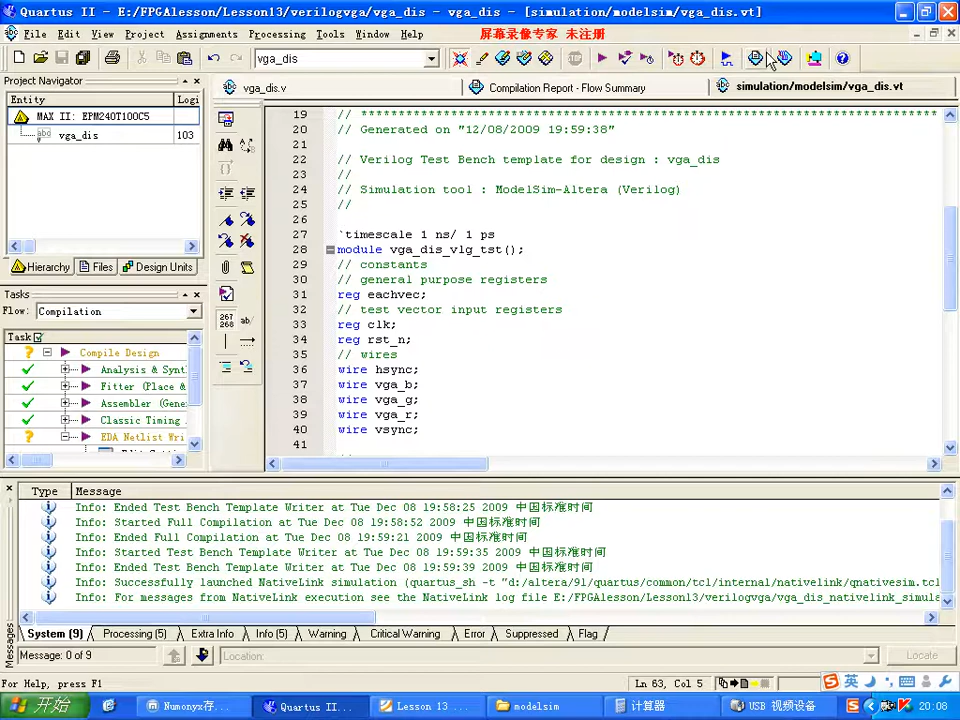 Quartus II - E:/FPGAlesson/Lesson13/verilogvga/vga_dis - vga_dis - [simulation/modelsim/vga_dis.vt]
File Edit View Project Assignments Processing Tools Window Help 屏幕录像专家 未注册
vga_dis
Project Navigator
vga_dis.v
Compilation Report - Flow Summary
simulation/modelsim/vga_dis.vt
Entity Logi
MAX II: EPM240T100C5
vga_dis 103
Hierarchy Files Design Units
Tasks
Flow: Compilation
Task
Compile Design
Analysis & Synt
Fitter (Place &
Assembler (Gene
Classic Timing
EDA Netlist Wri
267
268
ab/
19 // ********************************************************************************
20 // Generated on "12/08/2009 19:59:38"
21
22 // Verilog Test Bench template for design : vga_dis
23 //
24 // Simulation tool : ModelSim-Altera (Verilog)
25 //
26
27 `timescale 1 ns/ 1 ps
28 module vga_dis_vlg_tst();
29 // constants
30 // general purpose registers
31 reg eachvec;
32 // test vector input registers
33 reg clk;
34 reg rst_n;
35 // wires
36 wire hsync;
37 wire vga_b;
38 wire vga_g;
39 wire vga_r;
40 wire vsync;
41
Type Message
Info: Ended Test Bench Template Writer at Tue Dec 08 19:58:25 2009 中国标准时间
Info: Started Full Compilation at Tue Dec 08 19:58:52 2009 中国标准时间
Info: Ended Full Compilation at Tue Dec 08 19:59:21 2009 中国标准时间
Info: Started Test Bench Template Writer at Tue Dec 08 19:59:35 2009 中国标准时间
Info: Ended Test Bench Template Writer at Tue Dec 08 19:59:39 2009 中国标准时间
Info: Successfully launched NativeLink simulation (quartus_sh -t "d:/altera/91/quartus/common/tcl/internal/nativelink/qnativesim.tcl
Info: For messages from NativeLink execution see the NativeLink log file E:/FPGAlesson/Lesson13/verilogvga/vga_dis_nativelink_simula
System (9) Processing (5) Extra Info Info (5) Warning Critical Warning Error Suppressed Flag
Messages
Message: 0 of 9 Location: Locate
For Help, press F1 Ln 63, Col 5 英
开始 Numonyx存... Quartus II... Lesson 13 ... modelsim 计算器 USB 视频设备 20:08